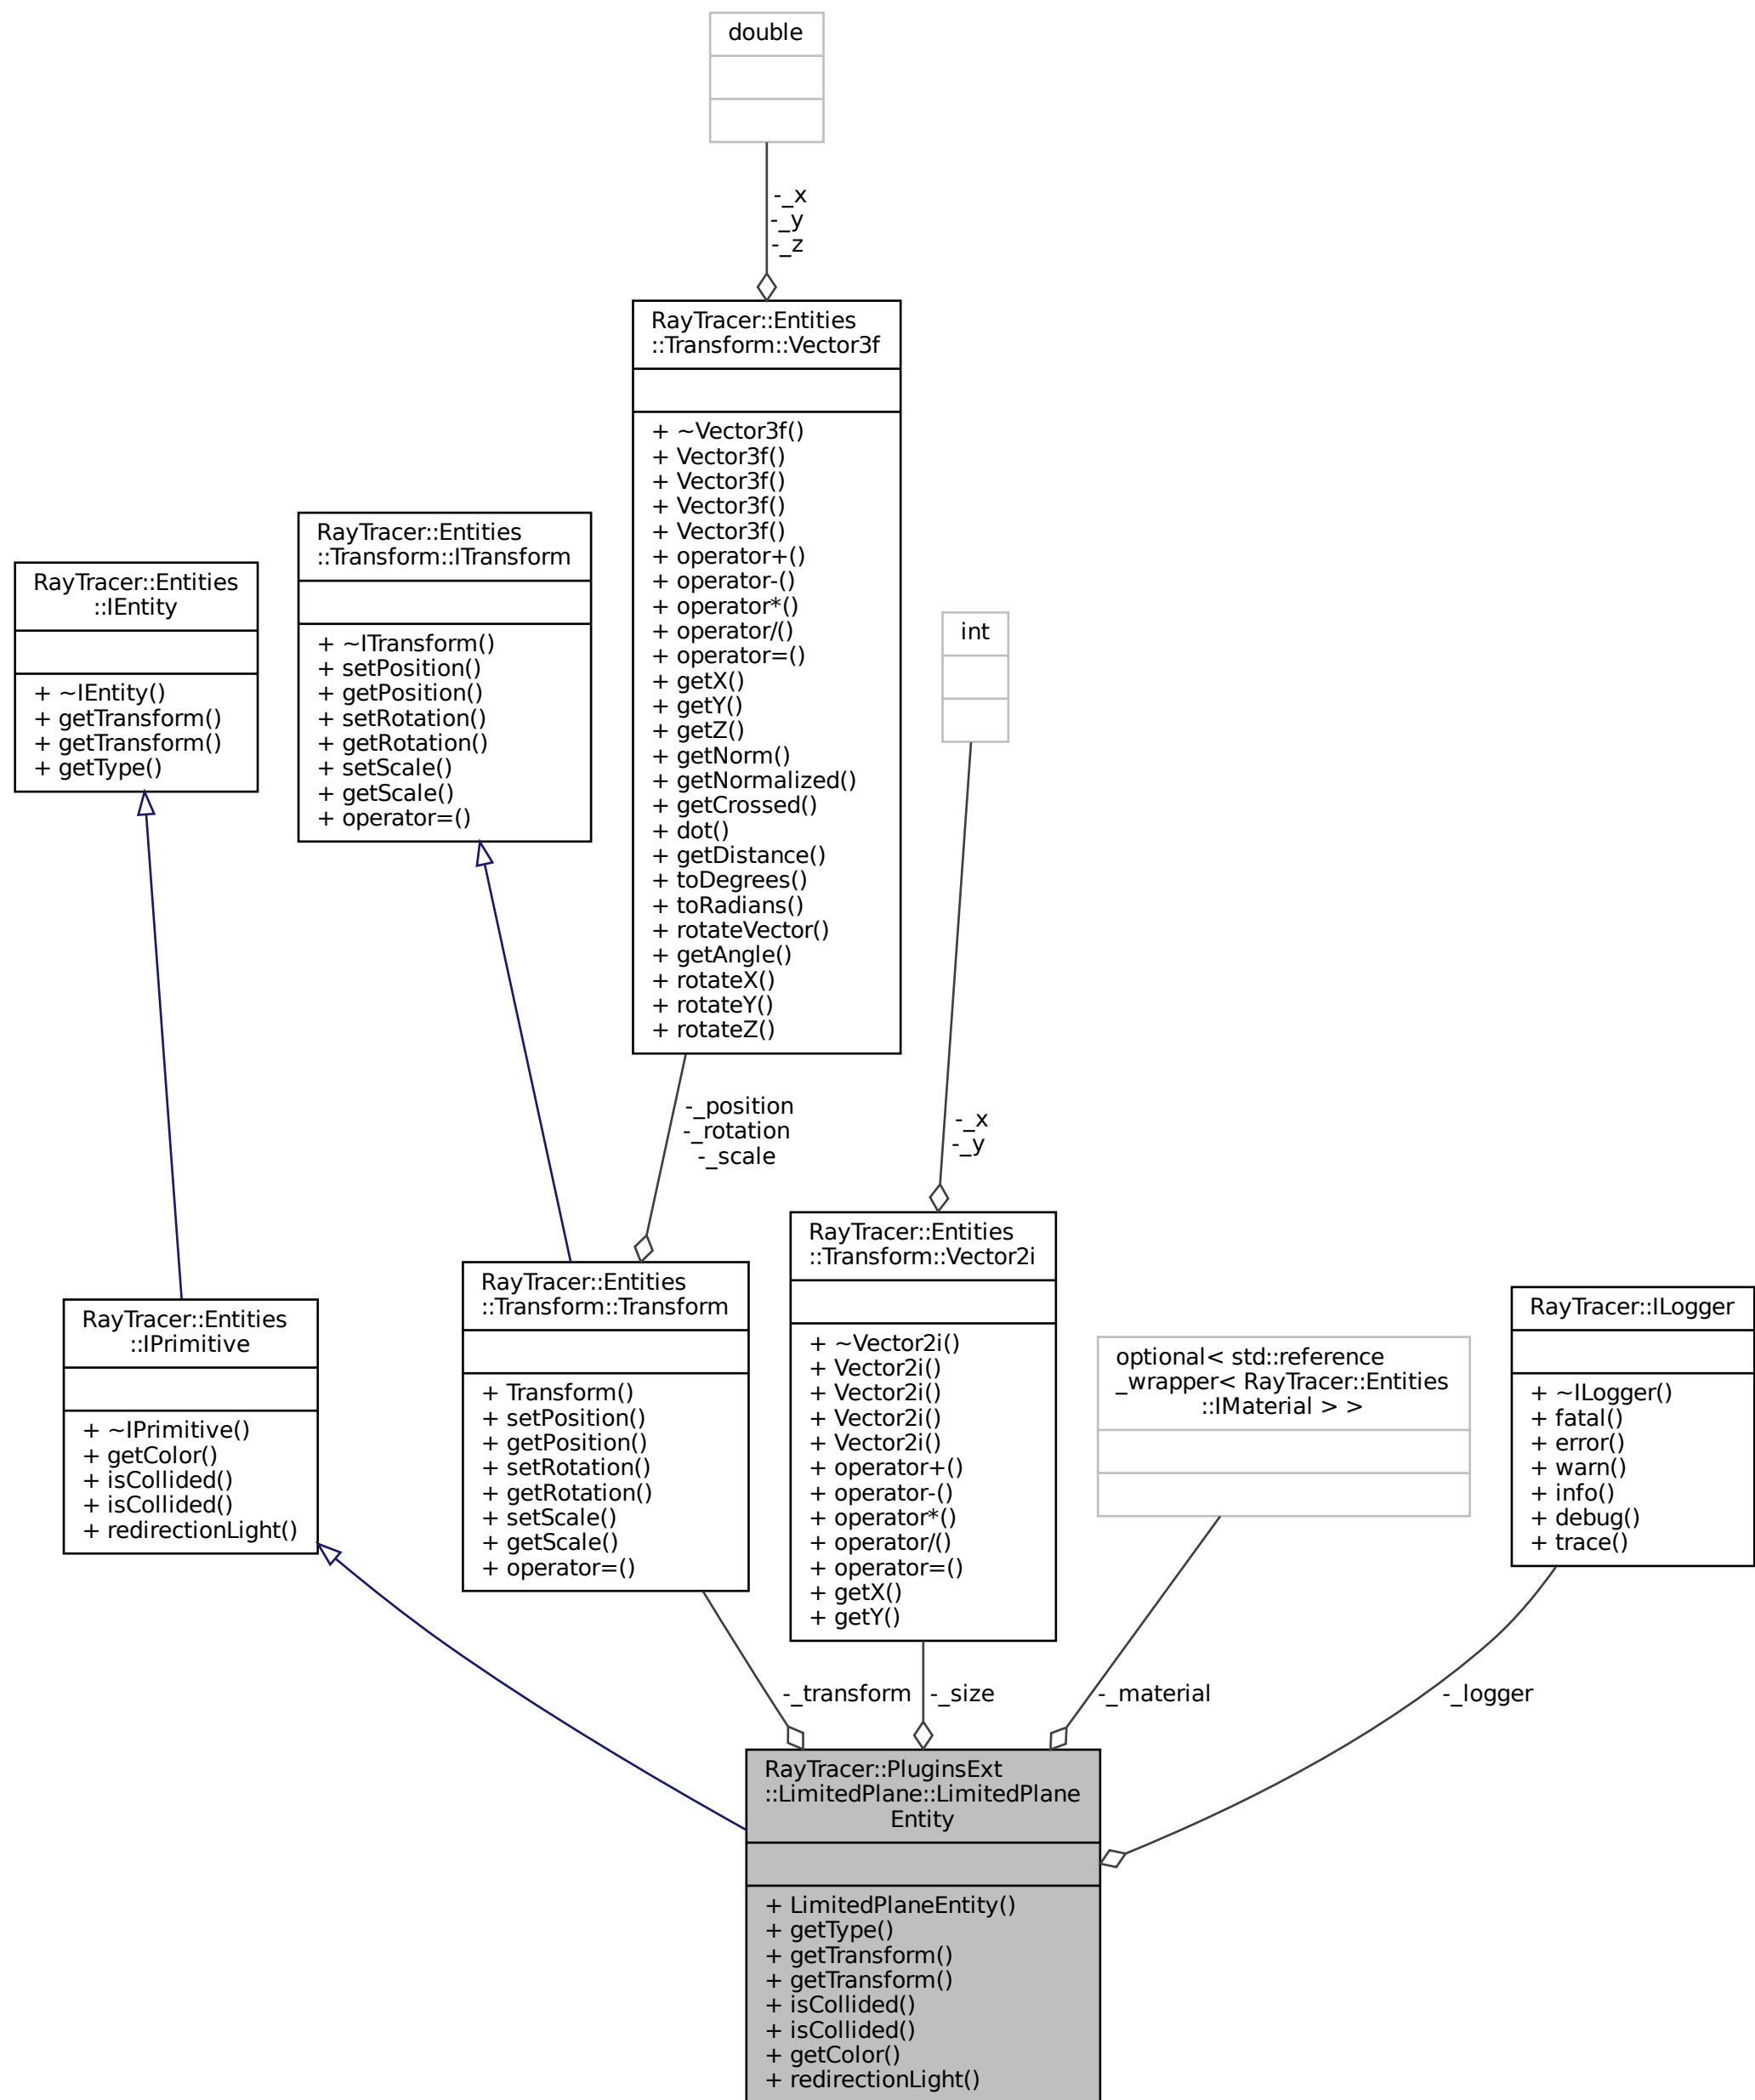 double
-_x
-_y
-_z
RayTracer::Entities
::Transform::Vector3f
+ ~Vector3f()
+ Vector3f()
+ Vector3f()
+ Vector3f()
+ Vector3f()
+ operator+()
+ operator-()
+ operator*()
+ operator/()
+ operator=()
+ getX()
+ getY()
+ getZ()
+ getNorm()
+ getNormalized()
+ getCrossed()
+ dot()
+ getDistance()
+ toDegrees()
+ toRadians()
+ rotateVector()
+ getAngle()
+ rotateX()
+ rotateY()
+ rotateZ()
RayTracer::Entities
::Transform::ITransform
+ ~ITransform()
+ setPosition()
+ getPosition()
+ setRotation()
+ getRotation()
+ setScale()
+ getScale()
+ operator=()
RayTracer::Entities
::IEntity
+ ~IEntity()
+ getTransform()
+ getTransform()
+ getType()
int
-_position
-_rotation
-_scale
-_x
-_y
RayTracer::Entities
::IPrimitive
+ ~IPrimitive()
+ getColor()
+ isCollided()
+ isCollided()
+ redirectionLight()
RayTracer::Entities
::Transform::Transform
+ Transform()
+ setPosition()
+ getPosition()
+ setRotation()
+ getRotation()
+ setScale()
+ getScale()
+ operator=()
RayTracer::Entities
::Transform::Vector2i
+ ~Vector2i()
+ Vector2i()
+ Vector2i()
+ Vector2i()
+ Vector2i()
+ operator+()
+ operator-()
+ operator*()
+ operator/()
+ operator=()
+ getX()
+ getY()
optional< std::reference
_wrapper< RayTracer::Entities
::IMaterial > >
RayTracer::ILogger
+ ~ILogger()
+ fatal()
+ error()
+ warn()
+ info()
+ debug()
+ trace()
-_transform
-_size
-_material
-_logger
RayTracer::PluginsExt
::LimitedPlane::LimitedPlane
Entity
+ LimitedPlaneEntity()
+ getType()
+ getTransform()
+ getTransform()
+ isCollided()
+ isCollided()
+ getColor()
+ redirectionLight()